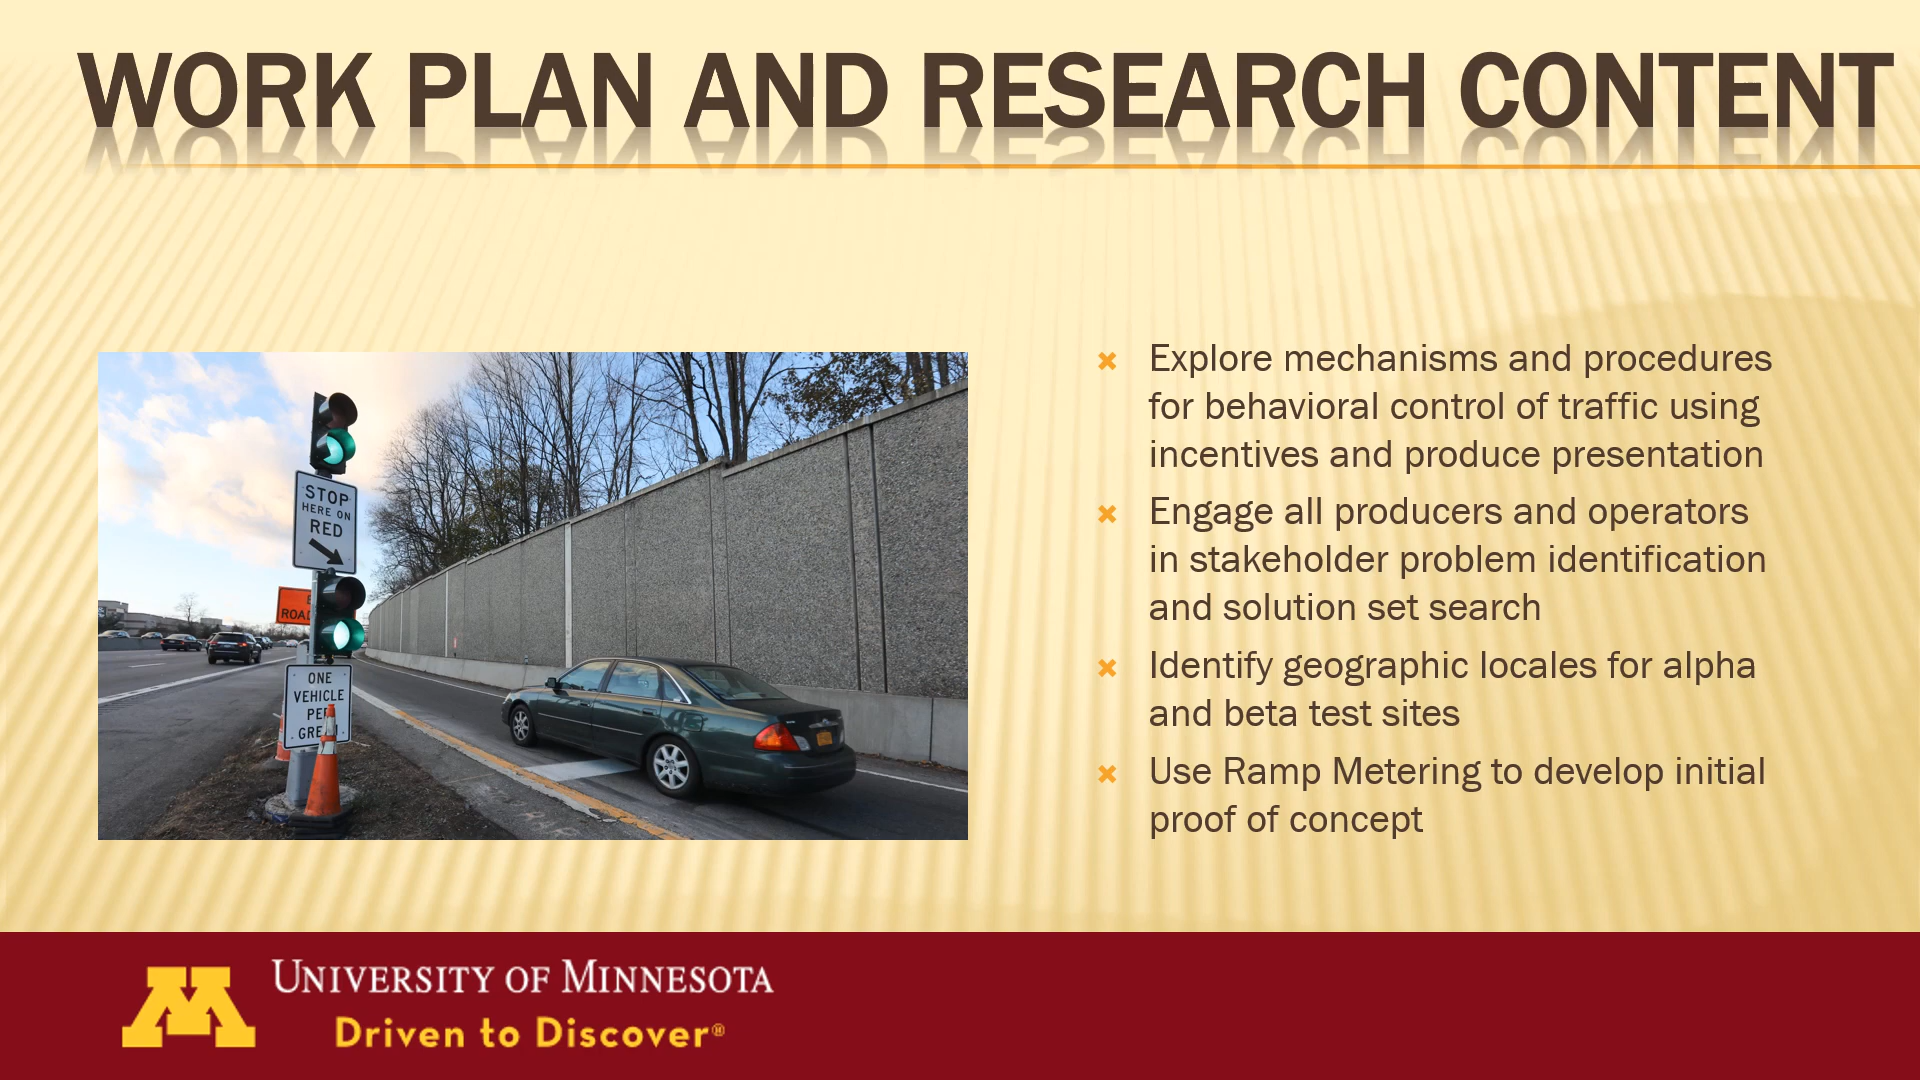 WORK PLAN AND RESEARCH CONTENT
STOP
HERE ON
RED
ROAD
ONE
VEHICLE
PER
GREEN
Explore mechanisms and procedures
for behavioral control of traffic using
incentives and produce presentation
Engage all producers and operators
in stakeholder problem identification
and solution set search
Identify geographic locales for alpha
and beta test sites
Use Ramp Metering to develop initial
proof of concept
M
UNIVERSITY OF MINNESOTA
Driven to Discover®